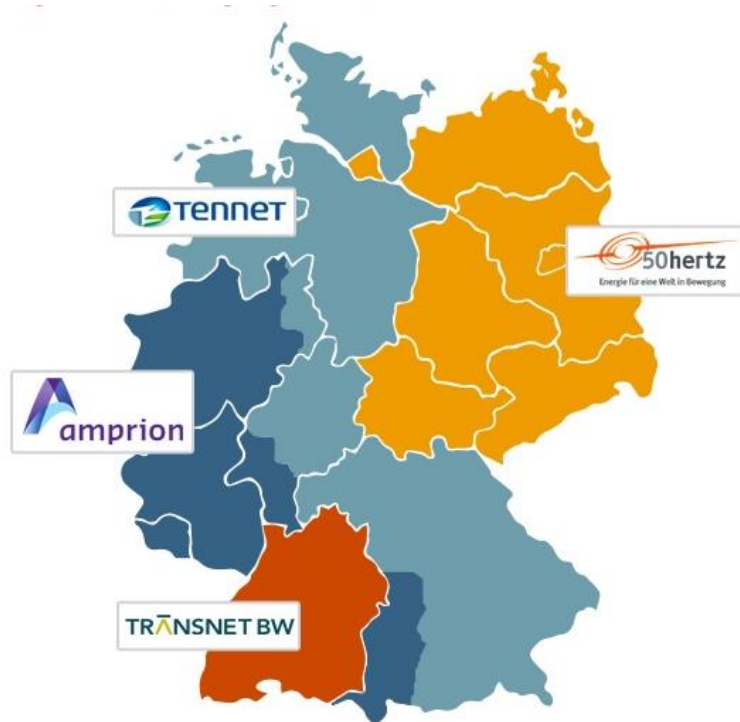 TENNET
50hertz
Energie für eine Welt in Bewegung
amprion
TRANSNET BW